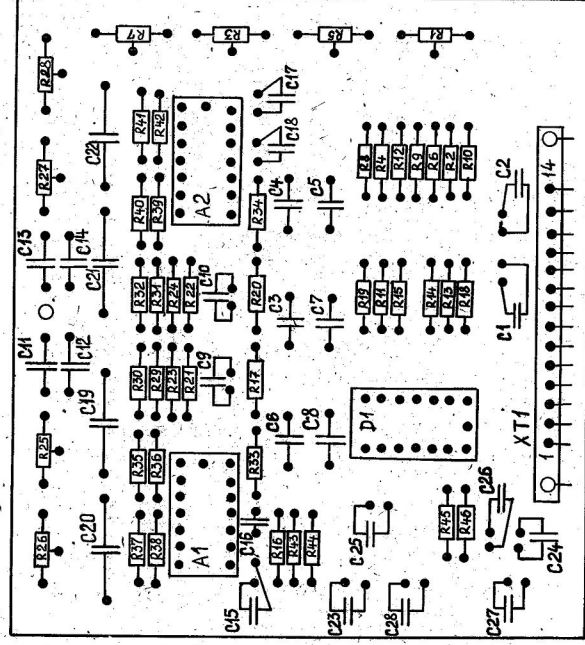 R7
R3
R5
R1
R28
C22
R41
R42
A2
C17
C18
R27
R40
R39
R34
C4
C5
R8
R4
R12
R9
R6
R2
R10
C2
14
C13
C14
C21
R32
R31
R24
R22
C10
R20
C3
C7
R19
R11
R15
R14
R13
R18
C1
C11
C12
C19
R30
R29
R23
R21
C9
R17
D1
XT1
R25
R35
R36
R33
C6
C8
1
R26
C20
R37
R38
A1
C16
R16
R43
R44
C25
R45
R46
C26
C24
C15
C23
C28
C27